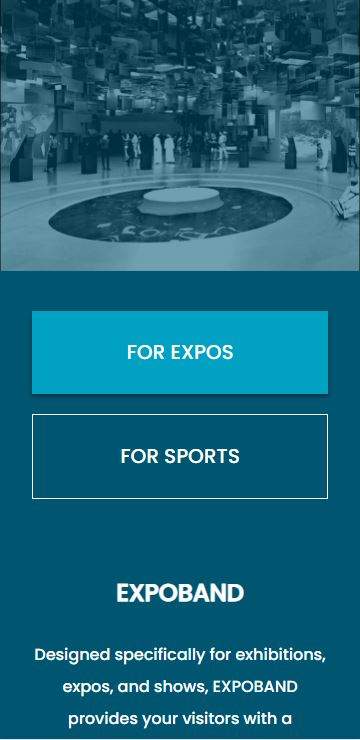 FOR EXPOS
FOR SPORTS
EXPOBAND
Designed specifically for exhibitions,
expos, and shows, EXPOBAND
provides your visitors with a